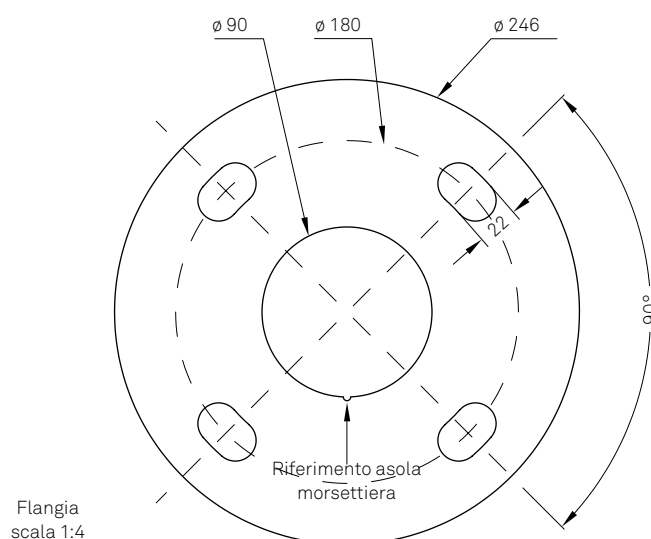 ø 90
ø 180
ø 246
22
90°
Riferimento asola
morsettiera
Flangia
scala 1:4